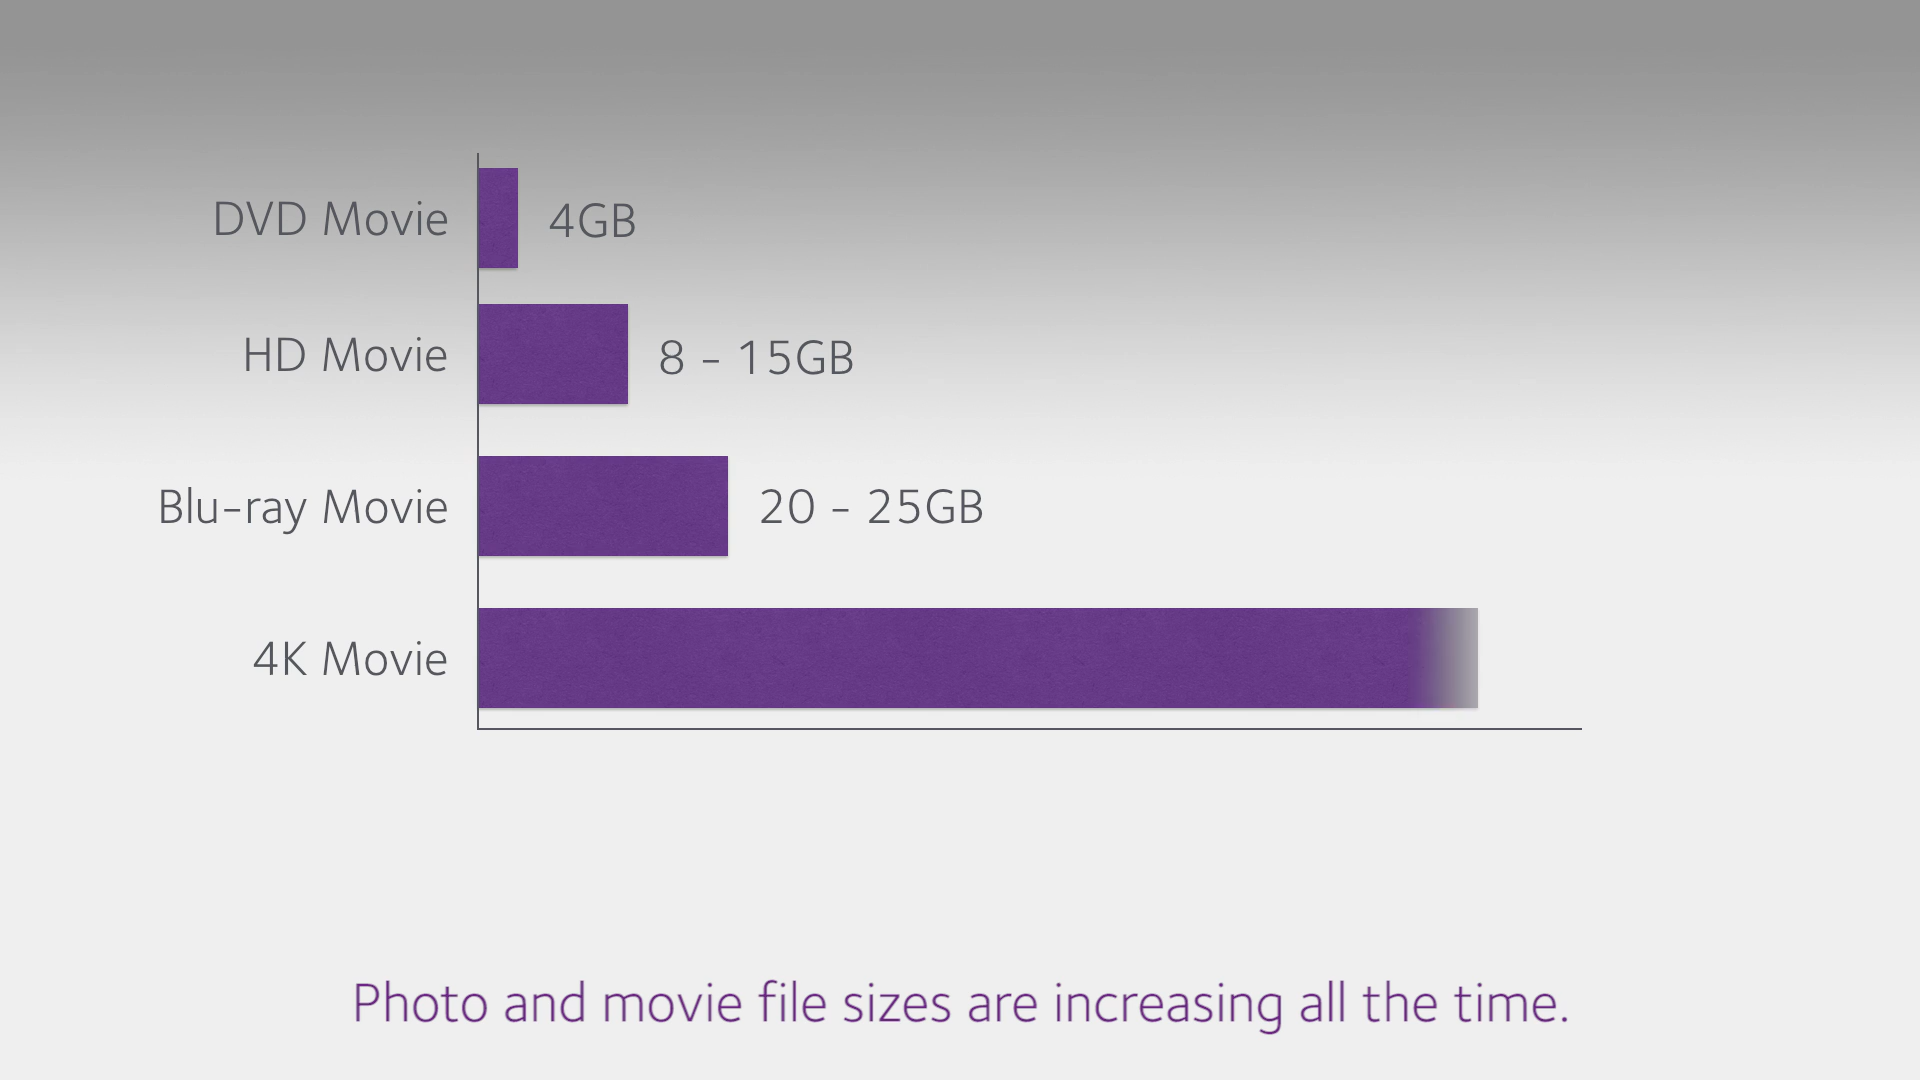 DVD Movie 4GB
HD Movie 8 - 15GB
Blu-ray Movie 20 - 25GB
4K Movie
Photo and movie file sizes are increasing all the time.